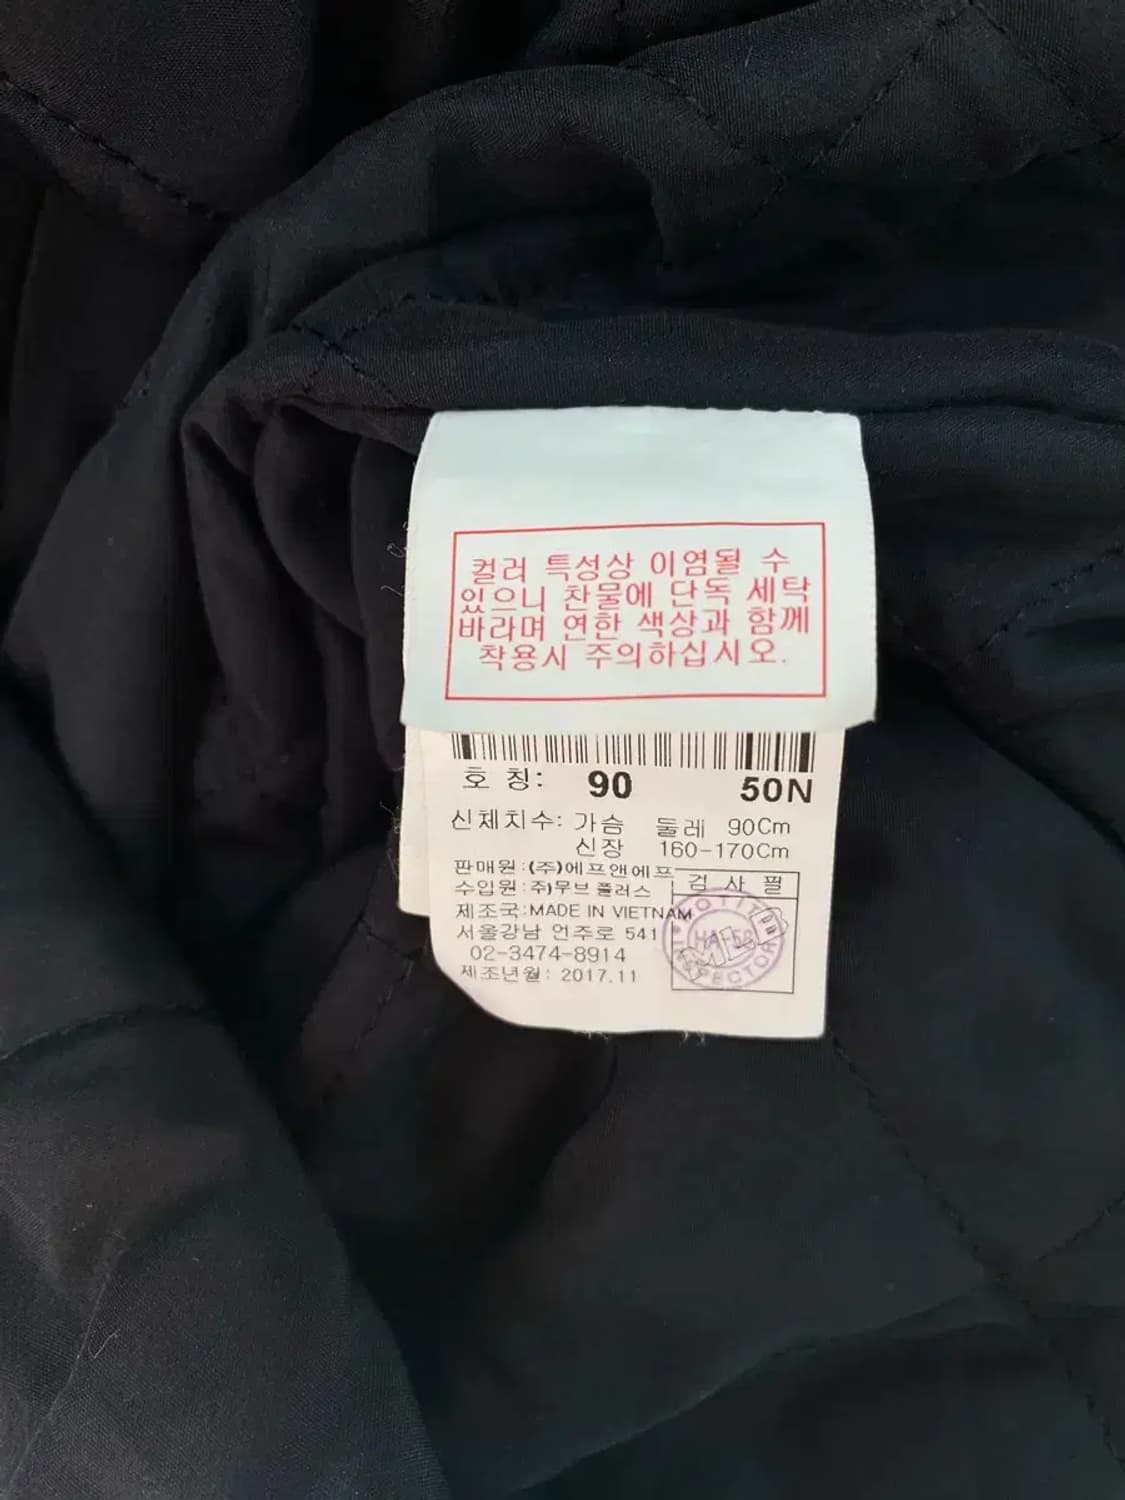 컬러 특성상 이염될 수
있으니 찬물에 단독 세탁
바라며 연한 색상과 함께
착용시 주의하십시오.
호 칭: 90 50N
신체치수: 가슴 둘레 90Cm
신장 160-170Cm
판매원:(주)에프앤에프
수입원:주)무브 플러스
제조국:MADE IN VIETNAM
서울강남 언주로 541
02-3474-8914
제조년월: 2017.11
검 사 필
INSPECTOR